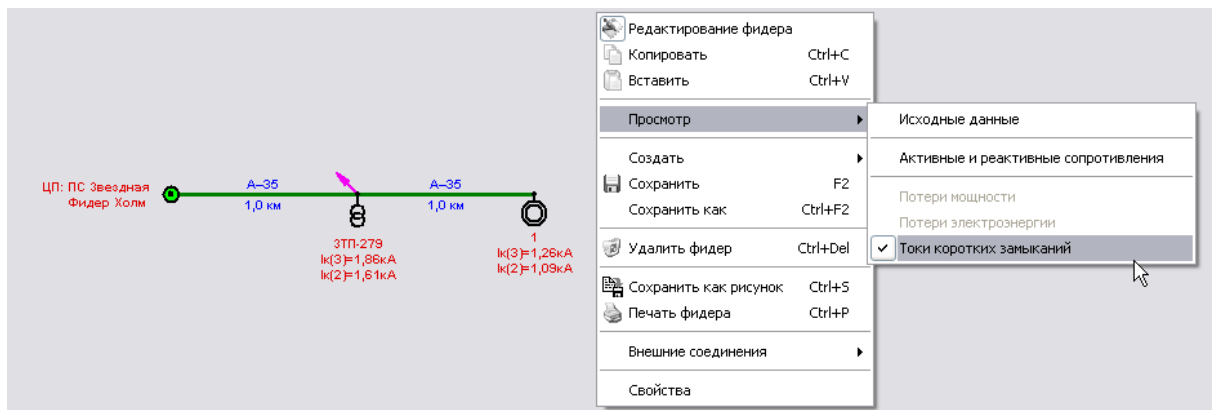 ЦП: ПС Звездная
Фидер Холм
А–35
1,0 км
А–35
1,0 км
ЗТП-279
Iк(3)=1,86кА
Iк(2)=1,61кА
1
Iк(3)=1,26кА
Iк(2)=1,09кА
Редактирование фидера
Копировать Ctrl+C
Вставить Ctrl+V
Просмотр
Создать
Сохранить F2
Сохранить как Ctrl+F2
Удалить фидер Ctrl+Del
Сохранить как рисунок Ctrl+S
Печать фидера Ctrl+P
Внешние соединения
Свойства
Исходные данные
Активные и реактивные сопротивления
Потери мощности
Потери электроэнергии
Токи коротких замыканий